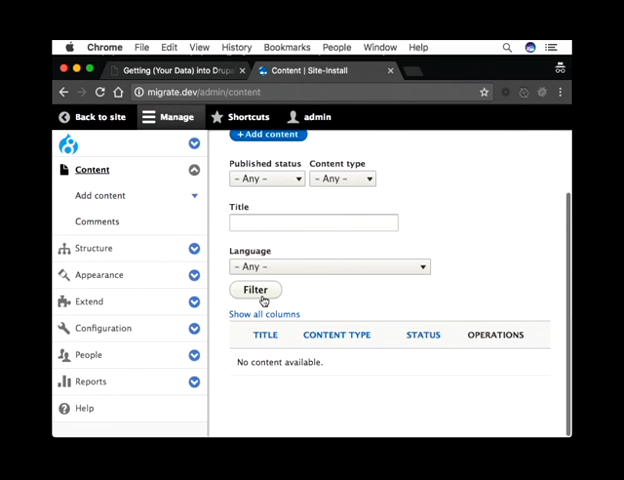 Chrome File Edit View History Bookmarks People Window Help
Getting (Your Data) into Drupa
Content | Site-Install
migrate.dev/admin/content
Back to site Manage Shortcuts admin
+ Add content
Content
Add content
Comments
Structure
Appearance
Extend
Configuration
People
Reports
Help
Published status Content type
- Any - - Any -
Title
Language
- Any -
Filter
Show all columns
TITLE CONTENT TYPE STATUS OPERATIONS
No content available.